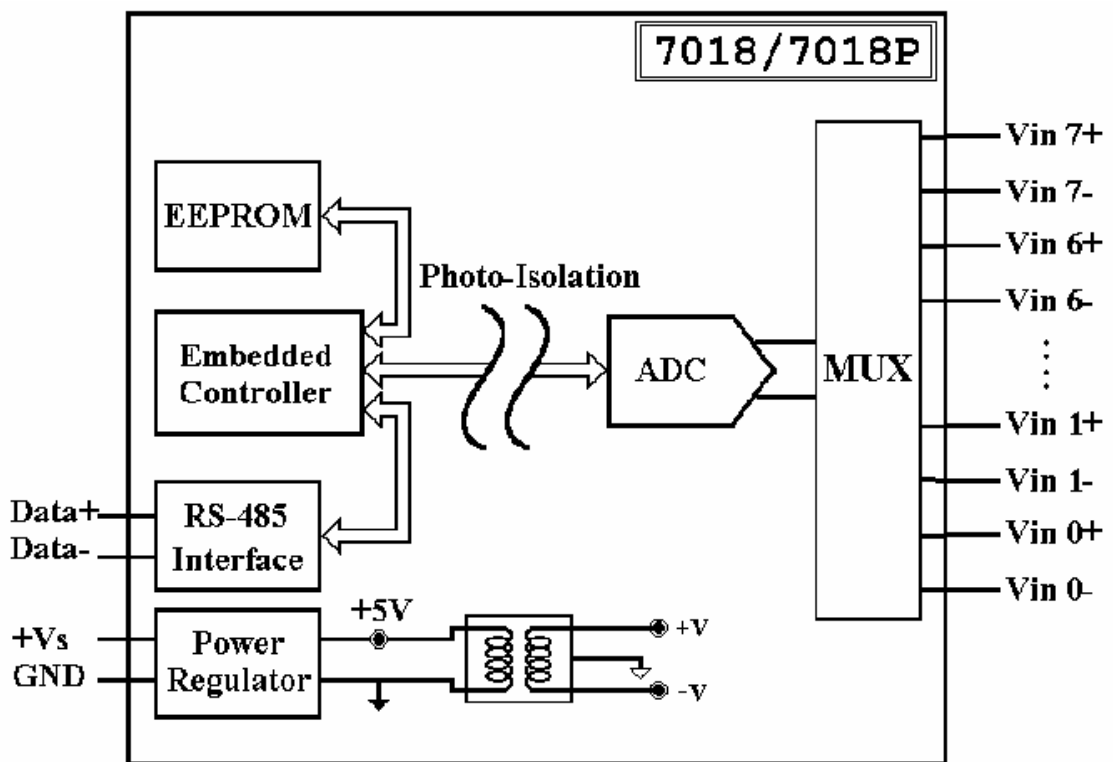 7018/7018P
Vin 7+
Vin 7-
EEPROM
Vin 6+
Photo-Isolation
Vin 6-
Embedded
Controller
ADC
MUX
Vin 1+
Vin 1-
Data+
RS-485
Data-
Interface
Vin 0+
Vin 0-
+5V
+Vs
Power
GND
Regulator
+V
-V